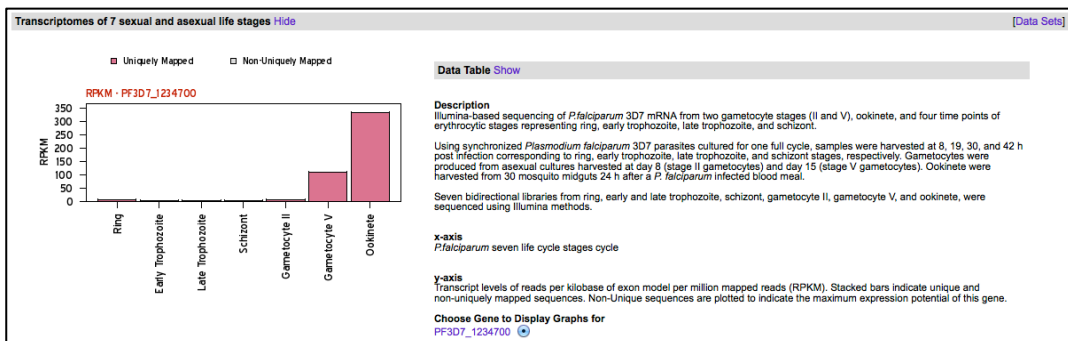 Transcriptomes of 7 sexual and asexual life stages Hide
[Data Sets]
Uniquely Mapped
Non-Uniquely Mapped
RPKM - PF3D7_1234700
RPKM
350
300
250
200
150
100
50
0
Ring
Early Trophozoite
Late Trophozoite
Schizont
Gametocyte II
Gametocyte V
Ookinete
Data Table Show
Description
Illumina-based sequencing of P.falciparum 3D7 mRNA from two gametocyte stages (II and V), ookinete, and four time points of
erythrocytic stages representing ring, early trophozoite, late trophozoite, and schizont.
Using synchronized Plasmodium falciparum 3D7 parasites cultured for one full cycle, samples were harvested at 8, 19, 30, and 42 h
post infection corresponding to ring, early trophozoite, late trophozoite, and schizont stages, respectively. Gametocytes were
produced from asexual cultures harvested at day 8 (stage II gametocytes) and day 15 (stage V gametocytes). Ookinete were
harvested from 30 mosquito midguts 24 h after a P. falciparum infected blood meal.
Seven bidirectional libraries from ring, early and late trophozoite, schizont, gametocyte II, gametocyte V, and ookinete, were
sequenced using Illumina methods.
x-axis
P.falciparum seven life cycle stages cycle
y-axis
Transcript levels of reads per kilobase of exon model per million mapped reads (RPKM). Stacked bars indicate unique and
non-uniquely mapped sequences. Non-Unique sequences are plotted to indicate the maximum expression potential of this gene.
Choose Gene to Display Graphs for
PF3D7_1234700